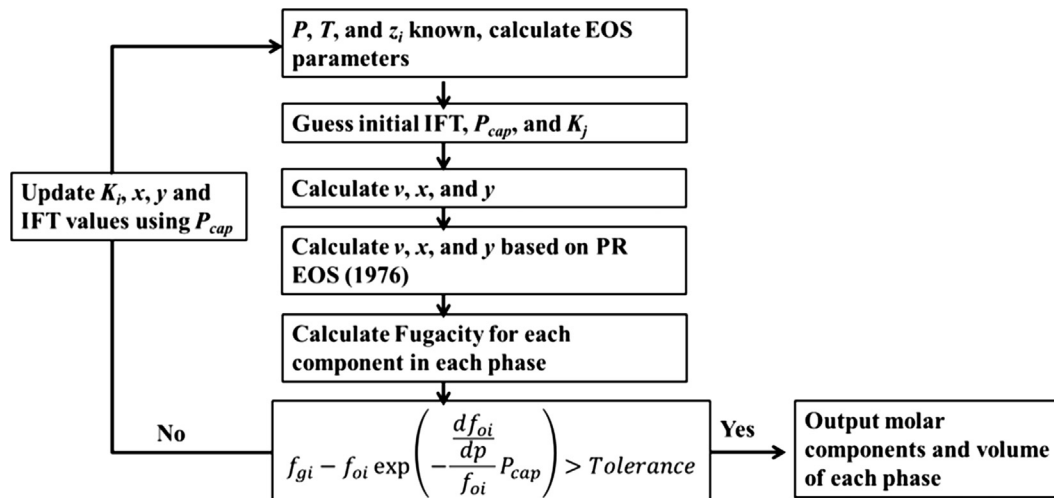 P, T, and z_i known, calculate EOS
parameters
Guess initial IFT, P_cap, and K_j
Calculate v, x, and y
Update K_i, x, y and
IFT values using P_cap
Calculate v, x, and y based on PR
EOS (1976)
Calculate Fugacity for each
component in each phase
No
f_gi − f_oi exp(−(df_oi/dp)/f_oi P_cap) > Tolerance
Yes
Output molar
components and volume
of each phase